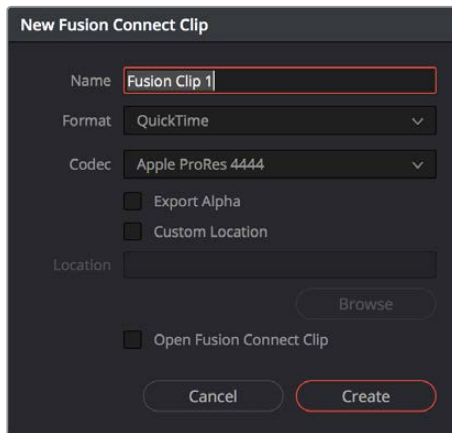 New Fusion Connect Clip
Name Fusion Clip 1
Format QuickTime
Codec Apple ProRes 4444
Export Alpha
Custom Location
Location
Browse
Open Fusion Connect Clip
Cancel Create